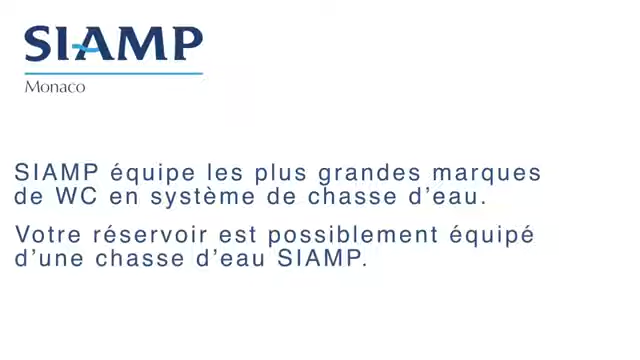 SIAMP
Monaco
SIAMP équipe les plus grandes marques
de WC en système de chasse d'eau.
Votre réservoir est possiblement équipé
d'une chasse d'eau SIAMP.